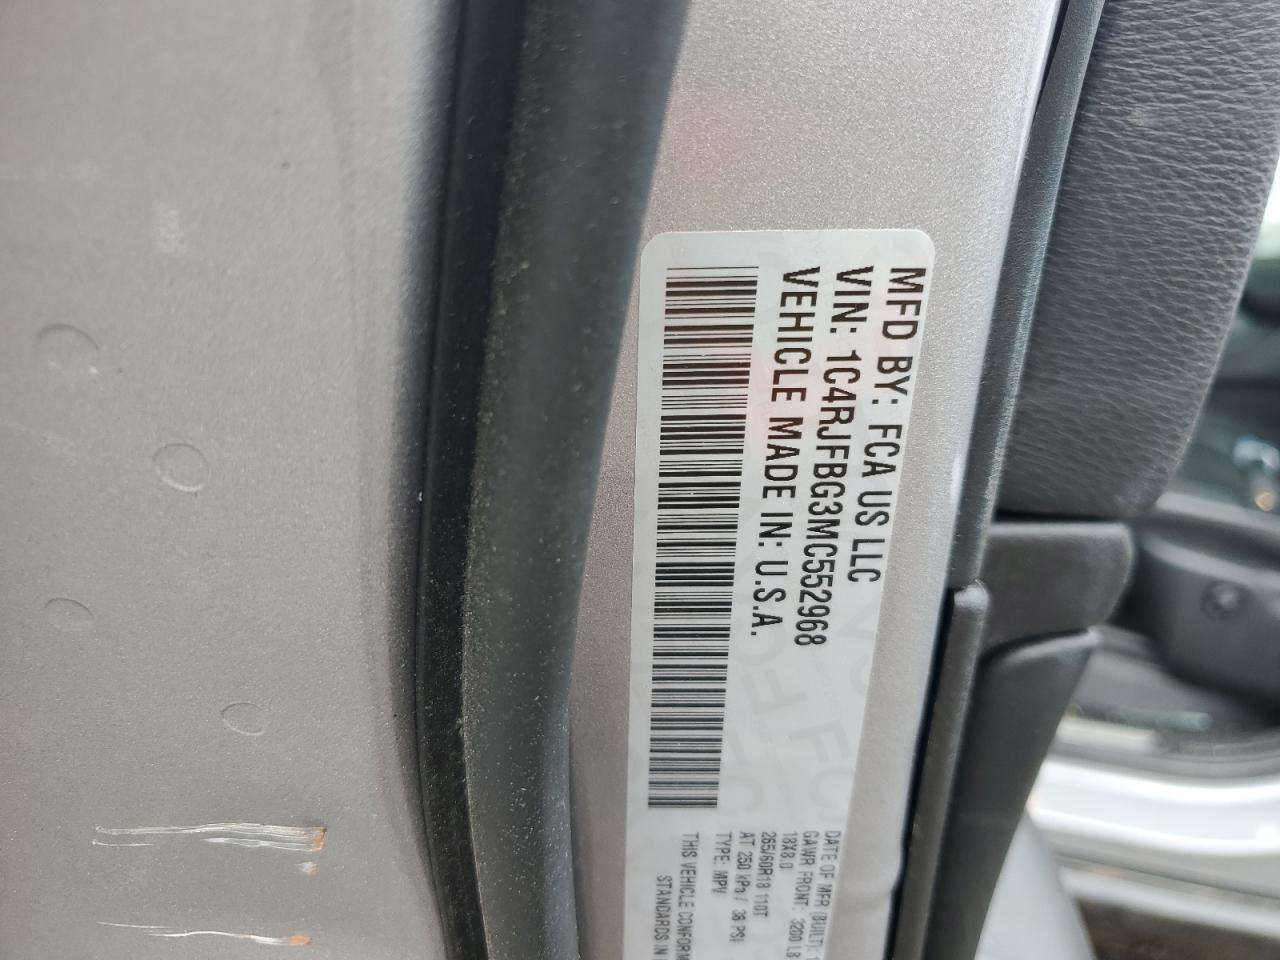 MFD BY: FCA US LLC
VIN: 1C4RJFBG3MC552968
VEHICLE MADE IN: U.S.A.
DATE OF MFR (BUILT):
GAWR FRONT: 3200 LB
18X8.0
265/60R18 110T
AT 250 kPa / 36 PSI
TYPE: MPV
THIS VEHICLE CONFORM
STANDARDS IN